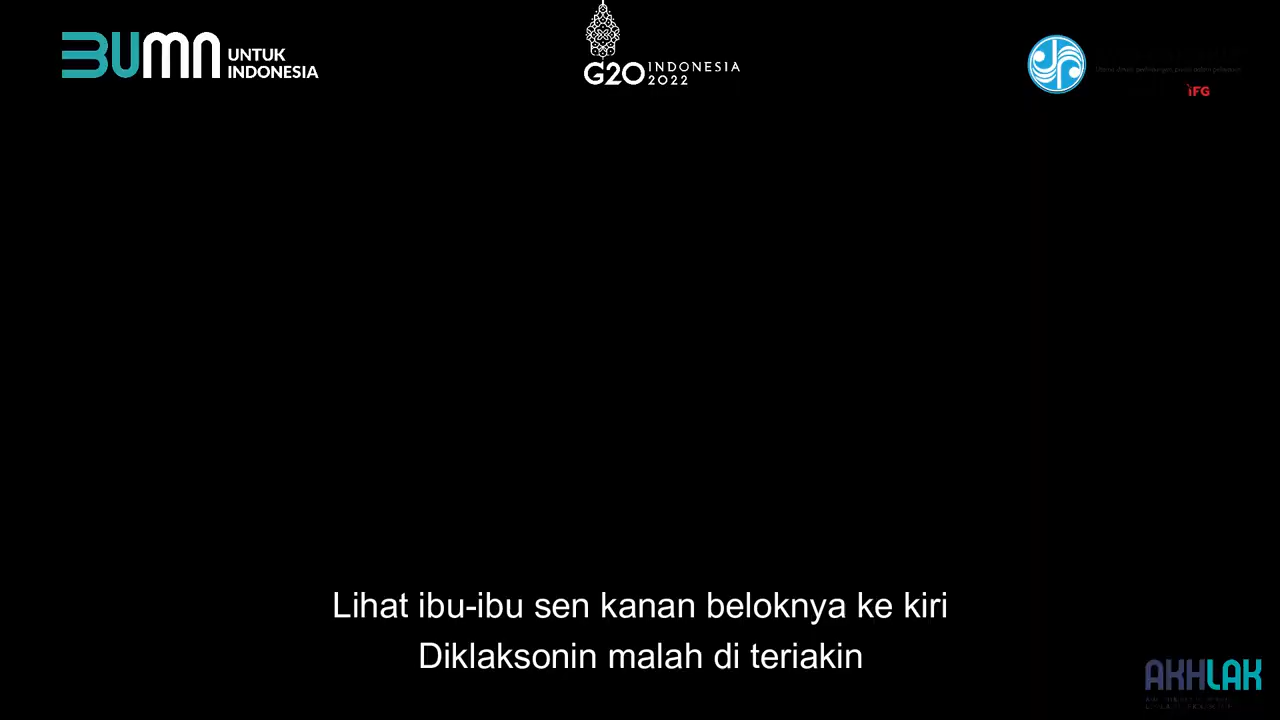 BUMN UNTUK
INDONESIA
G20 INDONESIA
2022
IFG
Lihat ibu-ibu sen kanan beloknya ke kiri
Diklaksonin malah di teriakin
AKHLAK